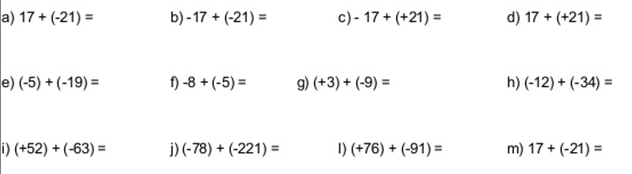 a) 17 + (-21) = b) -17 + (-21) = c) - 17 + (+21) = d) 17 + (+21) =
e) (-5) + (-19) = f) -8 + (-5) = g) (+3) + (-9) = h) (-12) + (-34) =
i) (+52) + (-63) = j) (-78) + (-221) = l) (+76) + (-91) = m) 17 + (-21) =